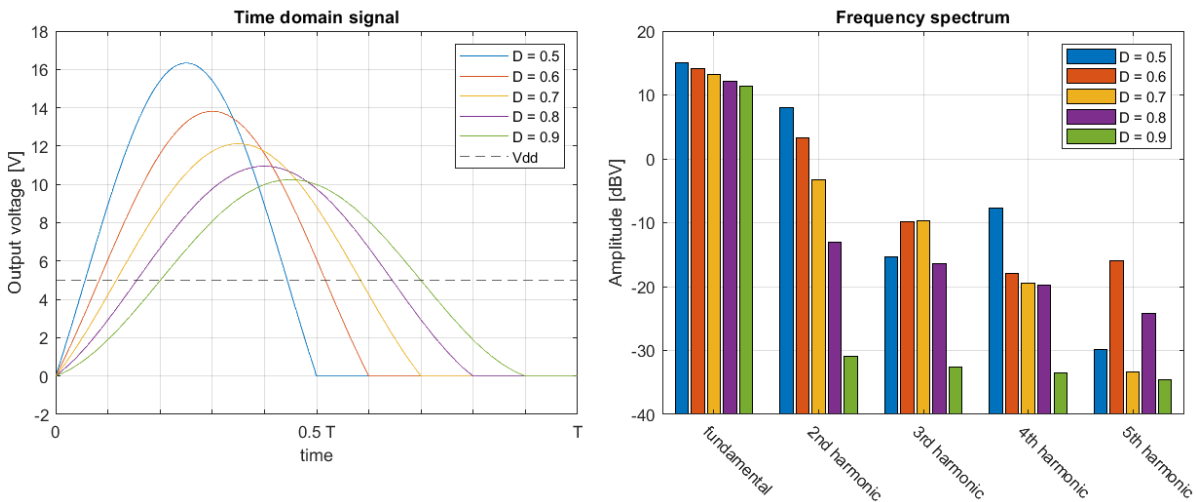 Time domain signal
18
16
14
12
10
8
6
4
2
0
-2
Output voltage [V]
0
0.5 T
T
time
D = 0.5
D = 0.6
D = 0.7
D = 0.8
D = 0.9
Vdd
Frequency spectrum
20
10
0
-10
-20
-30
-40
Amplitude [dBV]
fundamental
2nd harmonic
3rd harmonic
4th harmonic
5th harmonic
D = 0.5
D = 0.6
D = 0.7
D = 0.8
D = 0.9